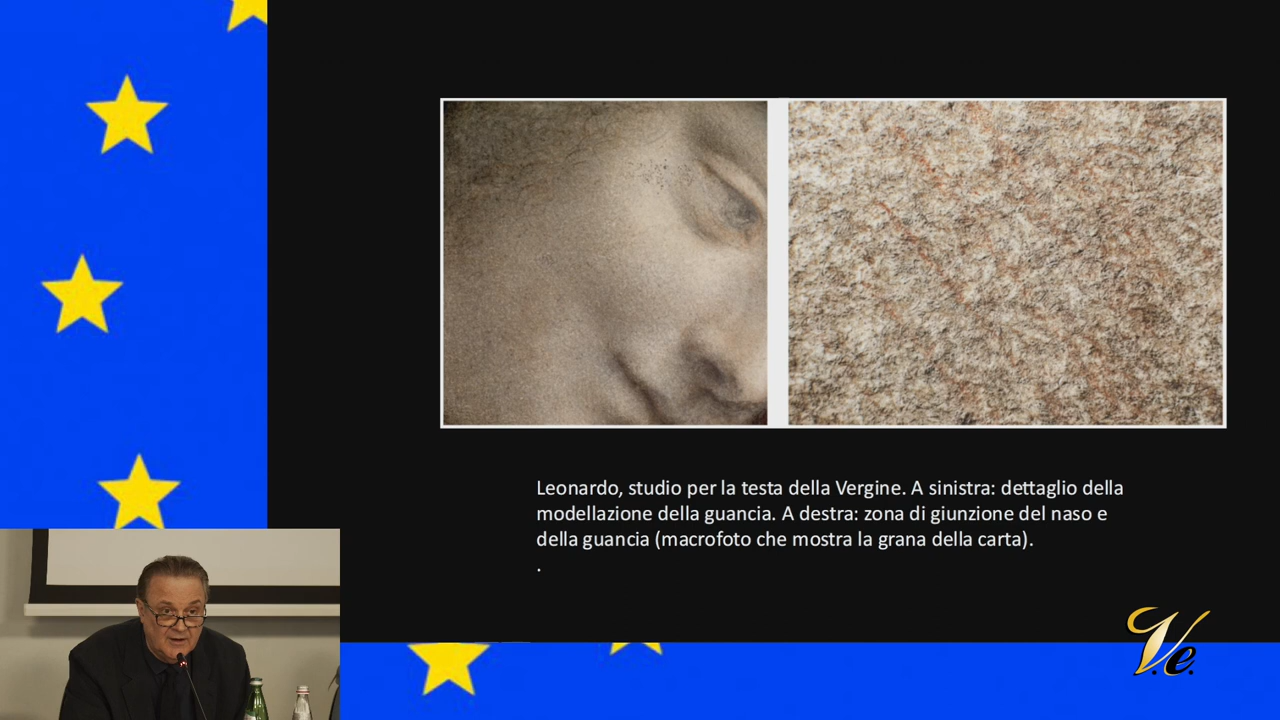 Leonardo, studio per la testa della Vergine. A sinistra: dettaglio della
modellazione della guancia. A destra: zona di giunzione del naso e
della guancia (macrofoto che mostra la grana della carta).
.
V.e.